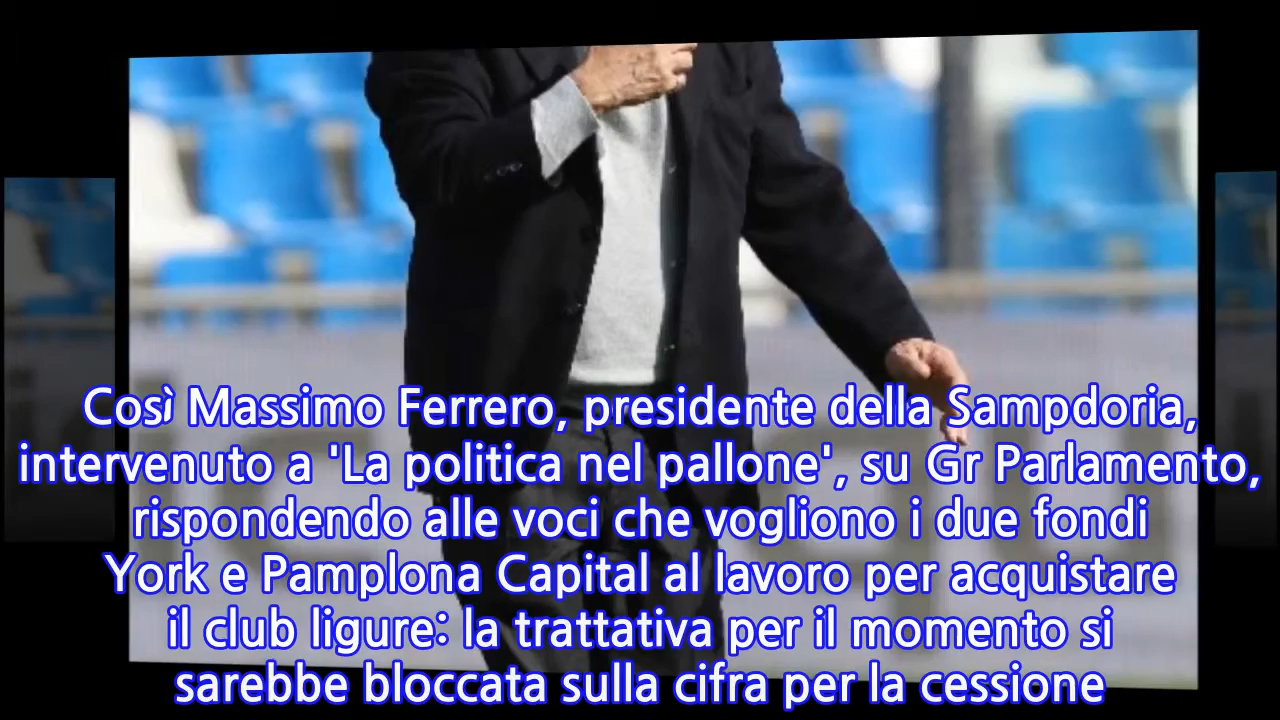 Così Massimo Ferrero, presidente della Sampdoria,
intervenuto a 'La politica nel pallone', su Gr Parlamento,
rispondendo alle voci che vogliono i due fondi
York e Pamplona Capital al lavoro per acquistare
il club ligure: la trattativa per il momento si
sarebbe bloccata sulla cifra per la cessione